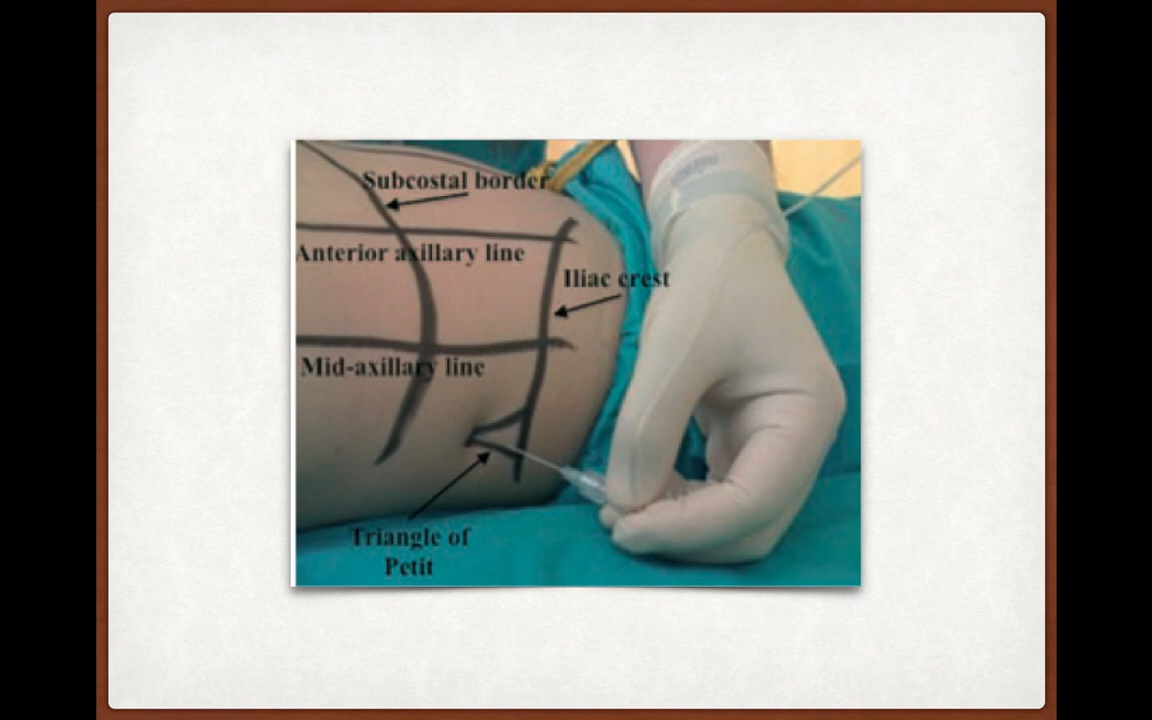 Subcostal border
Anterior axillary line
Iliac crest
Mid-axillary line
Triangle of
Petit